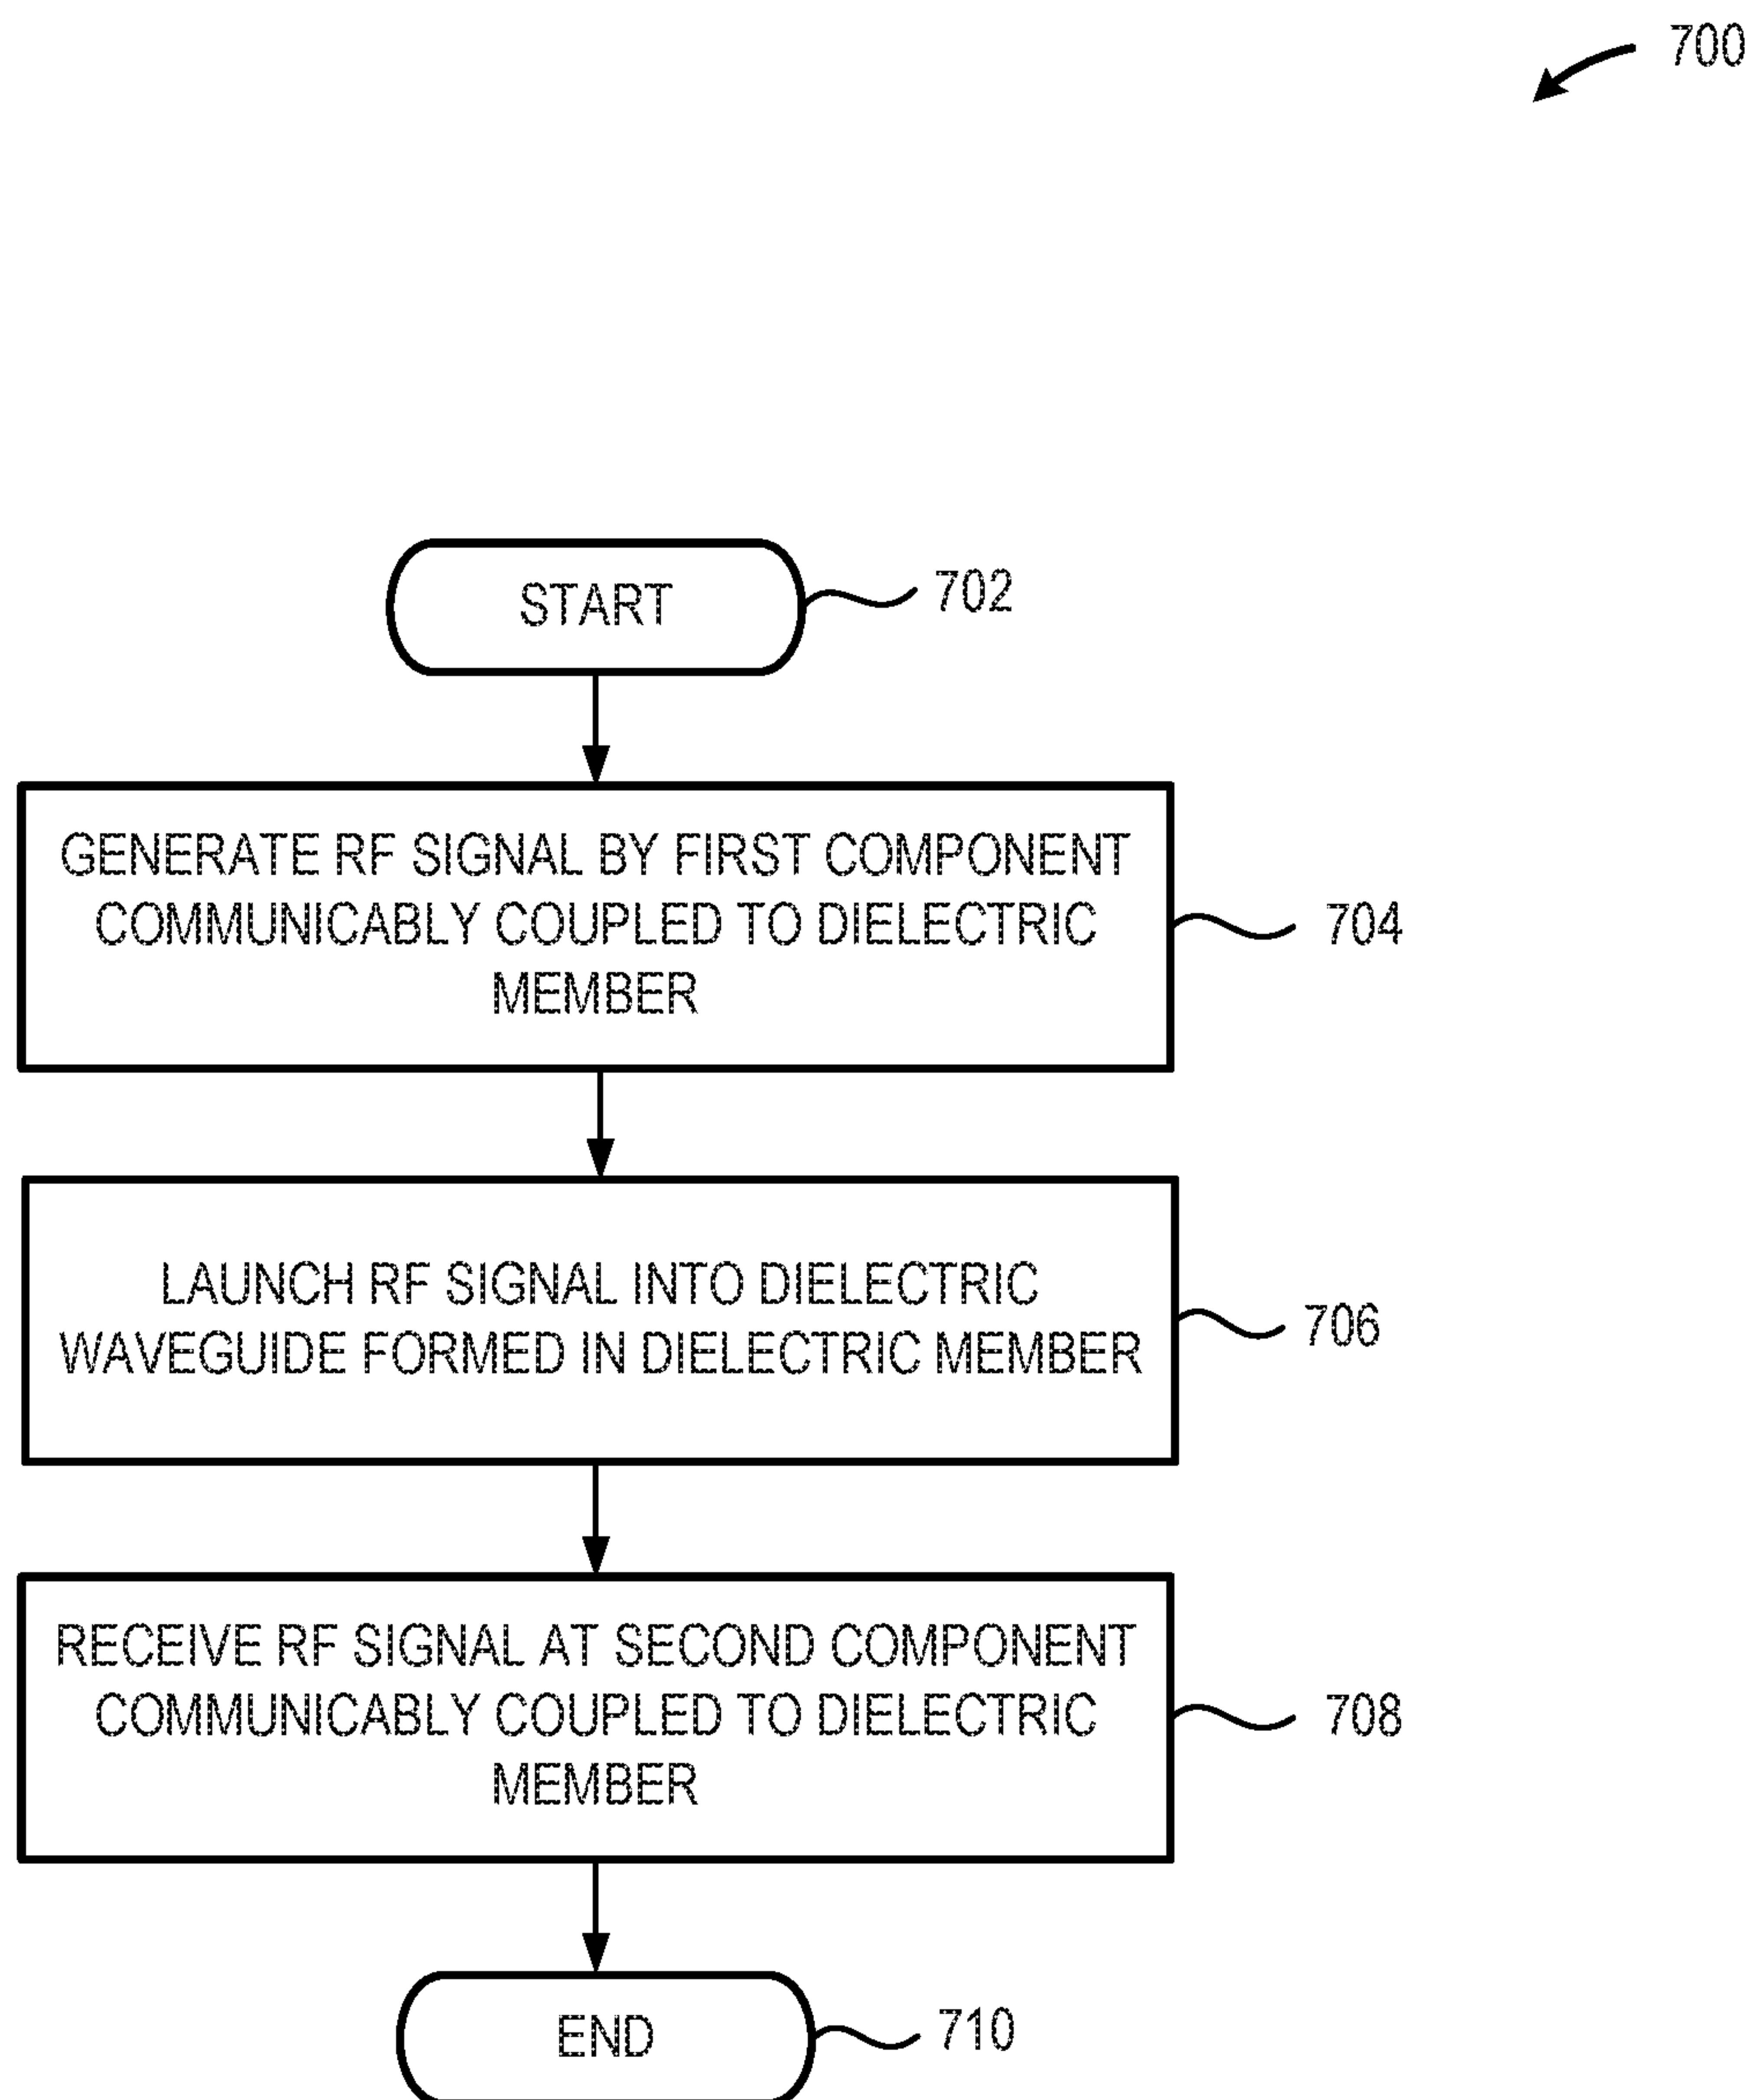 700
START
702
GENERATE RF SIGNAL BY FIRST COMPONENT
COMMUNICABLY COUPLED TO DIELECTRIC
MEMBER
704
LAUNCH RF SIGNAL INTO DIELECTRIC
WAVEGUIDE FORMED IN DIELECTRIC MEMBER
706
RECEIVE RF SIGNAL AT SECOND COMPONENT
COMMUNICABLY COUPLED TO DIELECTRIC
MEMBER
708
END
710